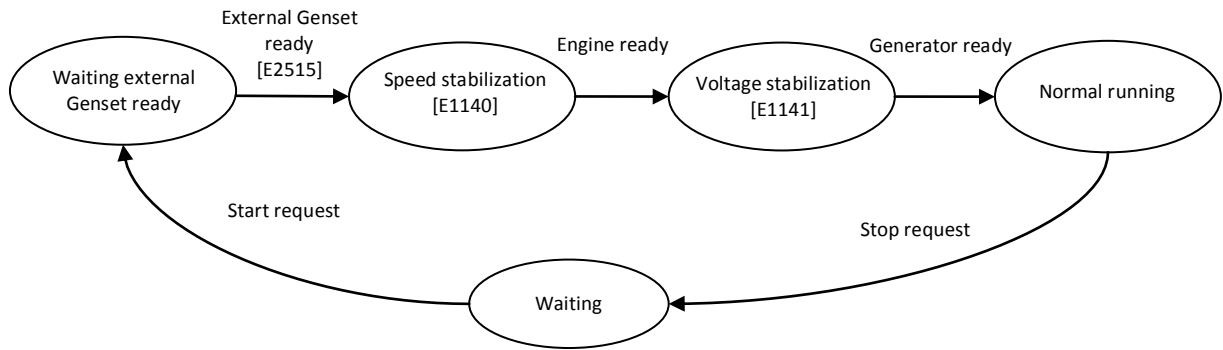 External Genset
ready
[E2515]
Waiting external
Genset ready
Speed stabilization
[E1140]
Engine ready
Voltage stabilization
[E1141]
Generator ready
Normal running
Start request
Stop request
Waiting